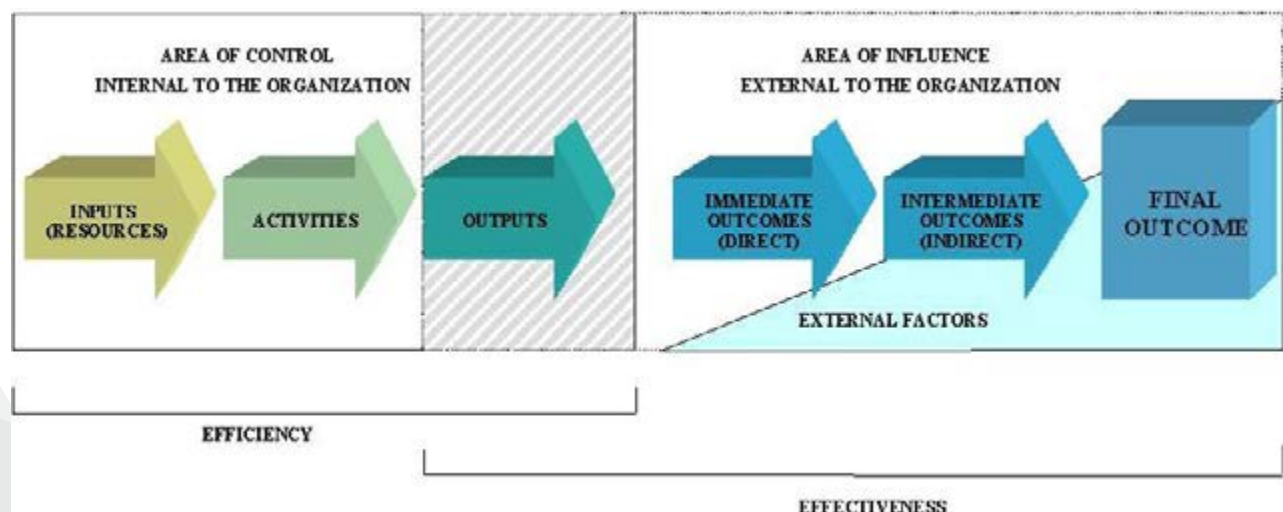 AREA OF CONTROL
INTERNAL TO THE ORGANIZATION
AREA OF INFLUENCE
EXTERNAL TO THE ORGANIZATION
INPUTS
(RESOURCES)
ACTIVITIES
OUTPUTS
IMMEDIATE
OUTCOMES
(DIRECT)
INTERMEDIATE
OUTCOMES
(INDIRECT)
FINAL
OUTCOME
EXTERNAL FACTORS
EFFICIENCY
EFFECTIVENESS